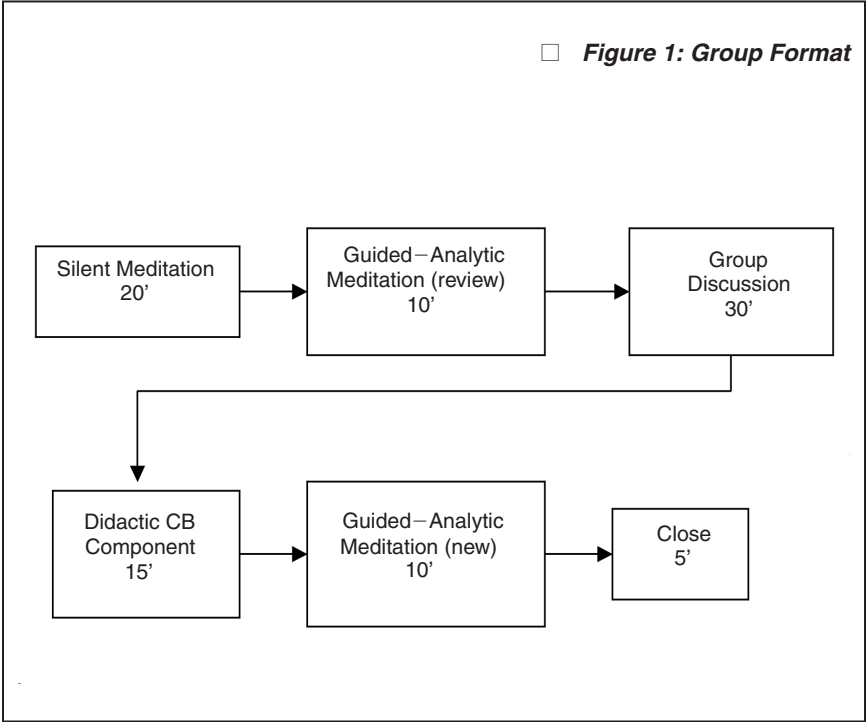 □ Figure 1: Group Format
Silent Meditation
20'
Guided−Analytic
Meditation (review)
10'
Group
Discussion
30'
Didactic CB
Component
15'
Guided−Analytic
Meditation (new)
10'
Close
5'